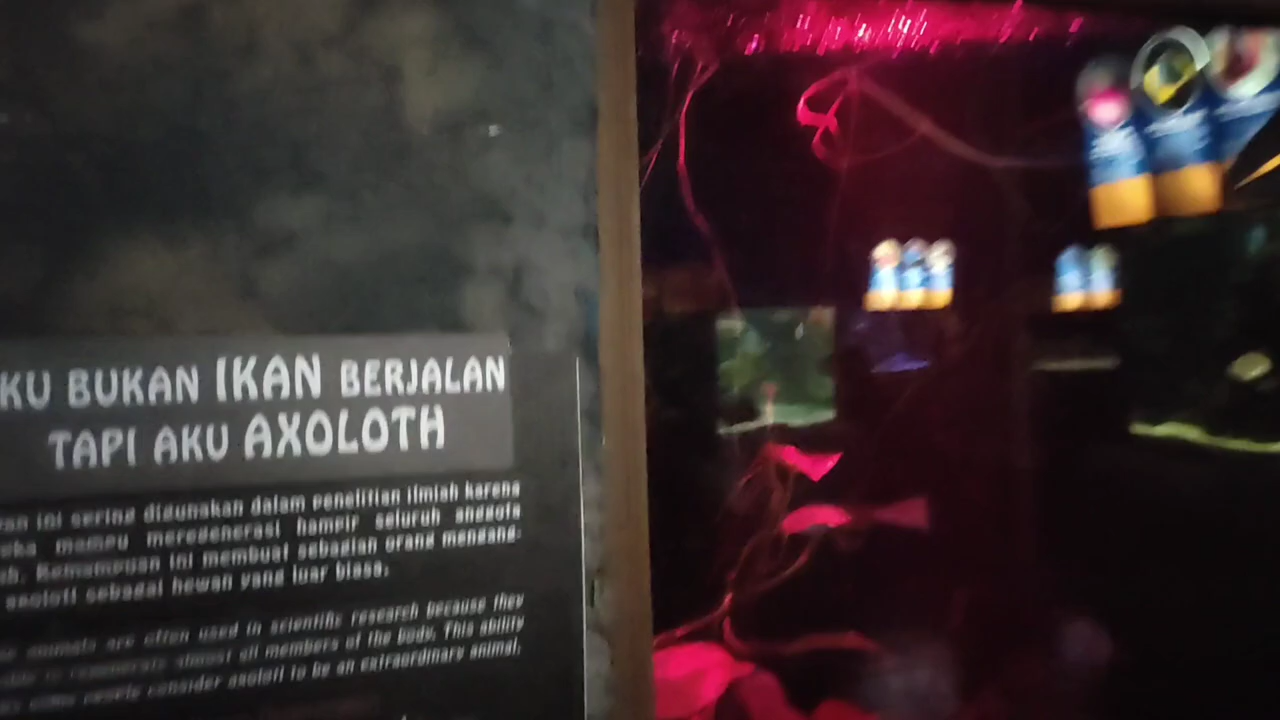 KU BUKAN IKAN BERJALAN
TAPI AKU AXOLOTH
ini sering digunakan dalam penelitian ilmiah karena
mampu meregenerasi hampir seluruh anggota
Kemampuan ini membuat sebagian orang mengang-
axolotl sebagai hewan yang luar biasa.
animals are often used in scientific research because they
regenerate almost all members of the body. This ability
some people consider axolotl to be an extraordinary animal.